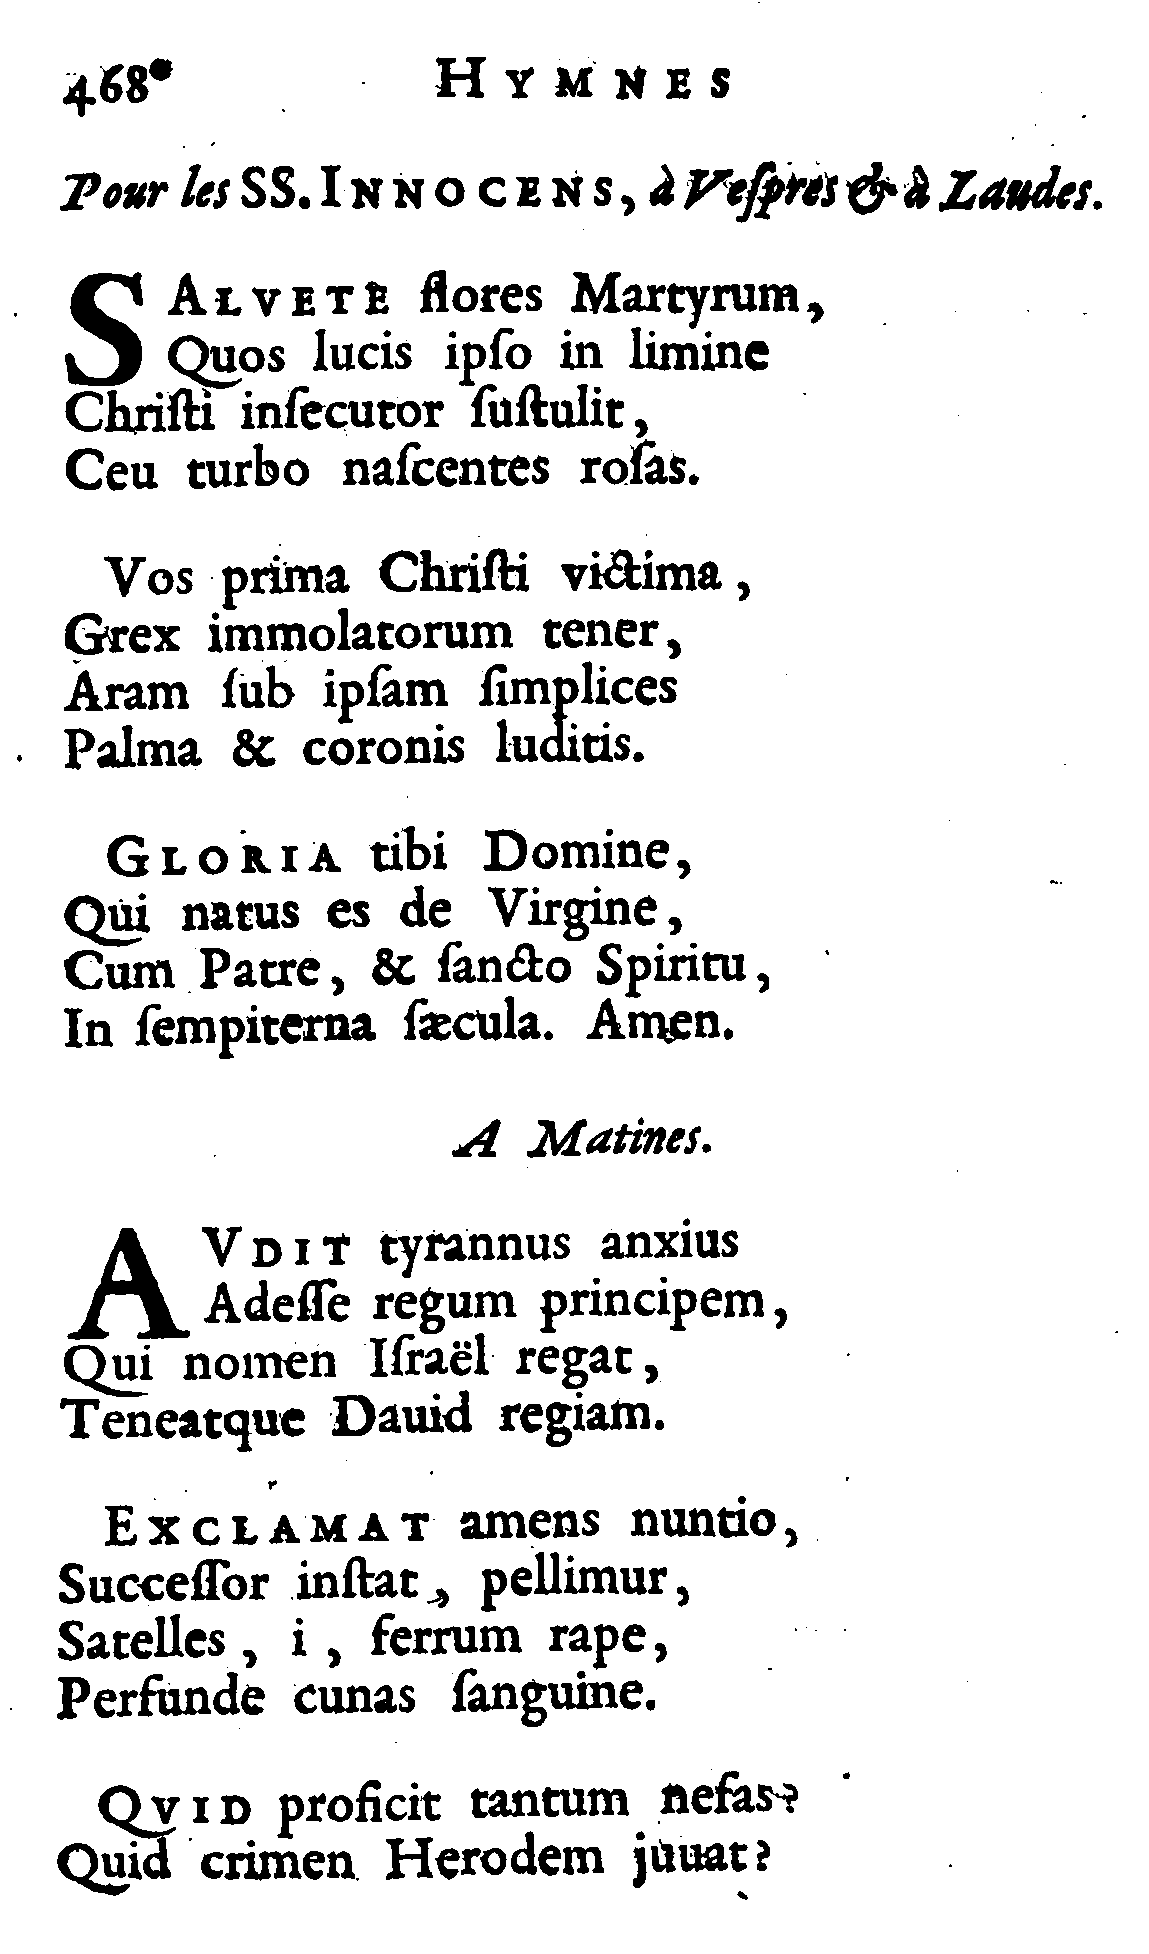 468 HYMNES
Pour les SS. INNOCENS, à Veſpres & à Laudes.
SALVETE flores Martyrum,
Quos lucis ipſo in limine
Chriſti inſecutor ſuſtulit,
Ceu turbo naſcentes roſas.
Vos prima Chriſti victima,
Grex immolatorum tener,
Aram ſub ipſam ſimplices
Palma & coronis luditis.
GLORIA tibi Domine,
Qui natus es de Virgine,
Cum Patre, & ſancto Spiritu,
In ſempiterna ſæcula. Amen.
A Matines.
AVDIT tyrannus anxius
Adeſſe regum principem,
Qui nomen Iſraël regat,
Teneatque Dauid regiam.
EXCLAMAT amens nuntio,
Succeſſor inſtat, pellimur,
Satelles, i, ferrum rape,
Perfunde cunas ſanguine.
QVID proficit tantum nefas?
Quid crimen Herodem juuat?